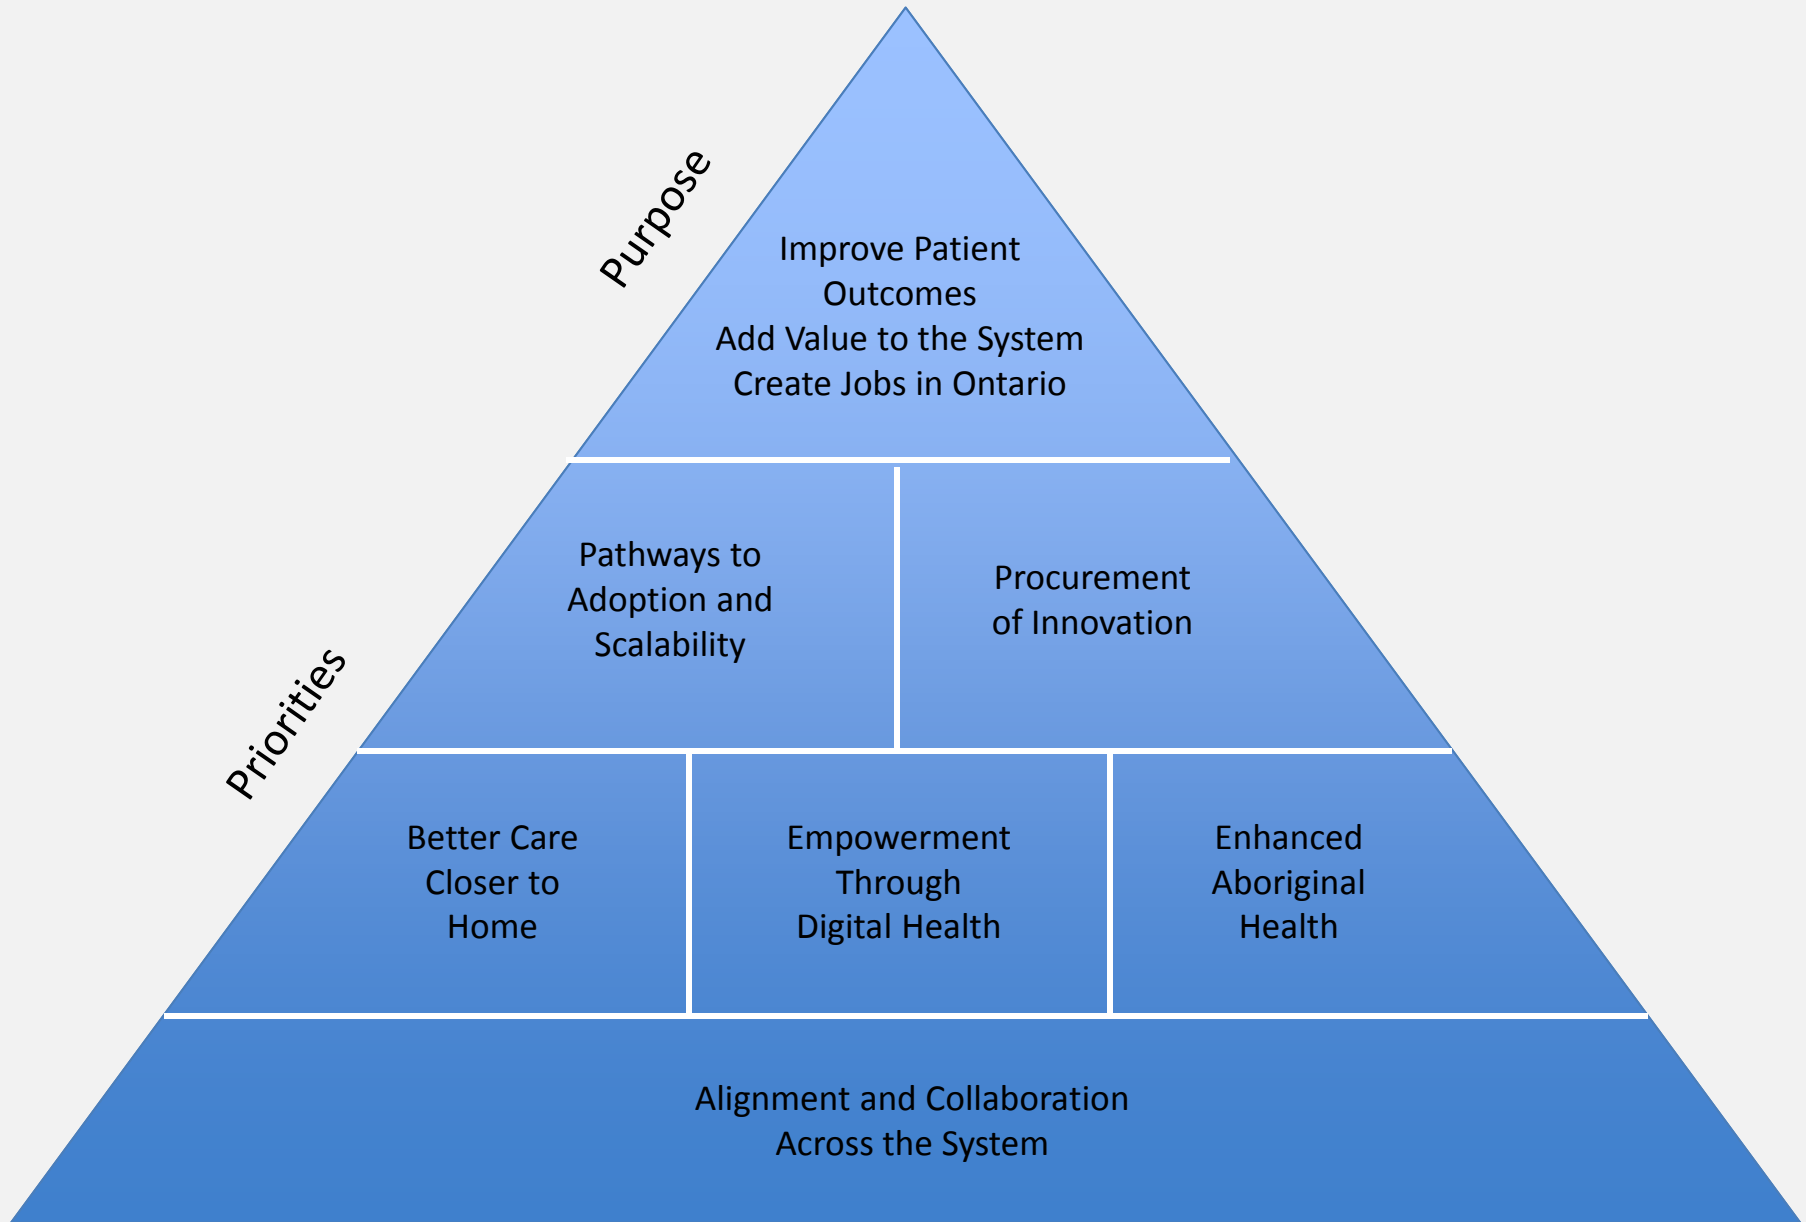 Purpose
Improve Patient
Outcomes
Add Value to the System
Create Jobs in Ontario
Priorities
Pathways to
Adoption and
Scalability
Procurement
of Innovation
Better Care
Closer to
Home
Empowerment
Through
Digital Health
Enhanced
Aboriginal
Health
Alignment and Collaboration
Across the System